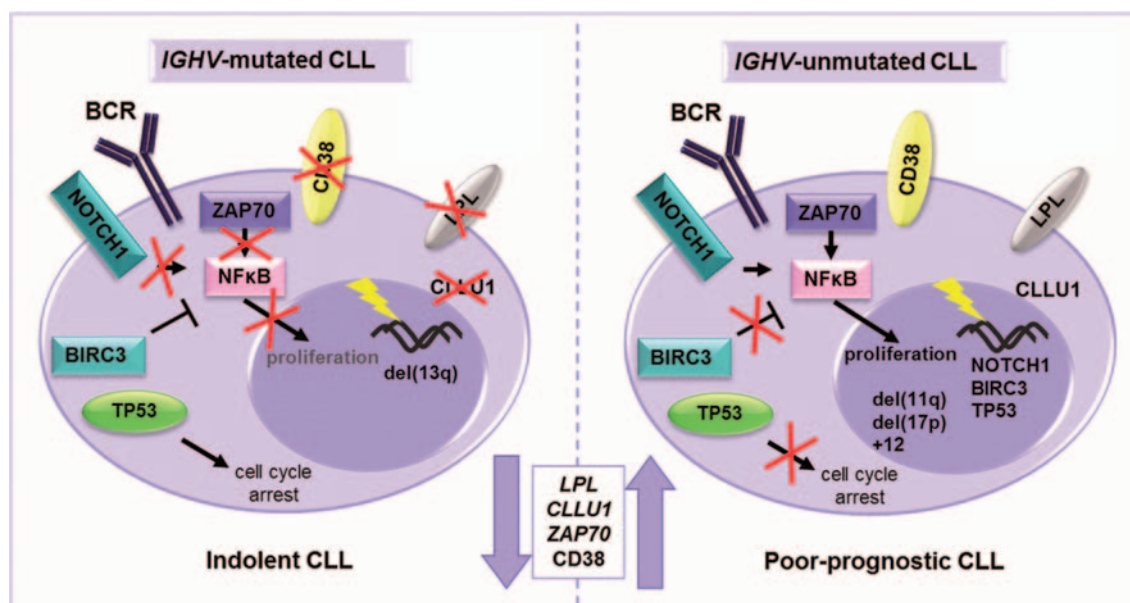 IGHV-mutated CLL
BCR
CD38
NOTCH1
ZAP70
LPL
NFκB
CLLU1
BIRC3
proliferation
del(13q)
TP53
cell cycle
arrest
Indolent CLL
IGHV-unmutated CLL
BCR
CD38
NOTCH1
ZAP70
LPL
NFκB
CLLU1
BIRC3
proliferation
NOTCH1
BIRC3
TP53
del(11q)
del(17p)
+12
TP53
cell cycle
arrest
Poor-prognostic CLL
LPL
CLLU1
ZAP70
CD38